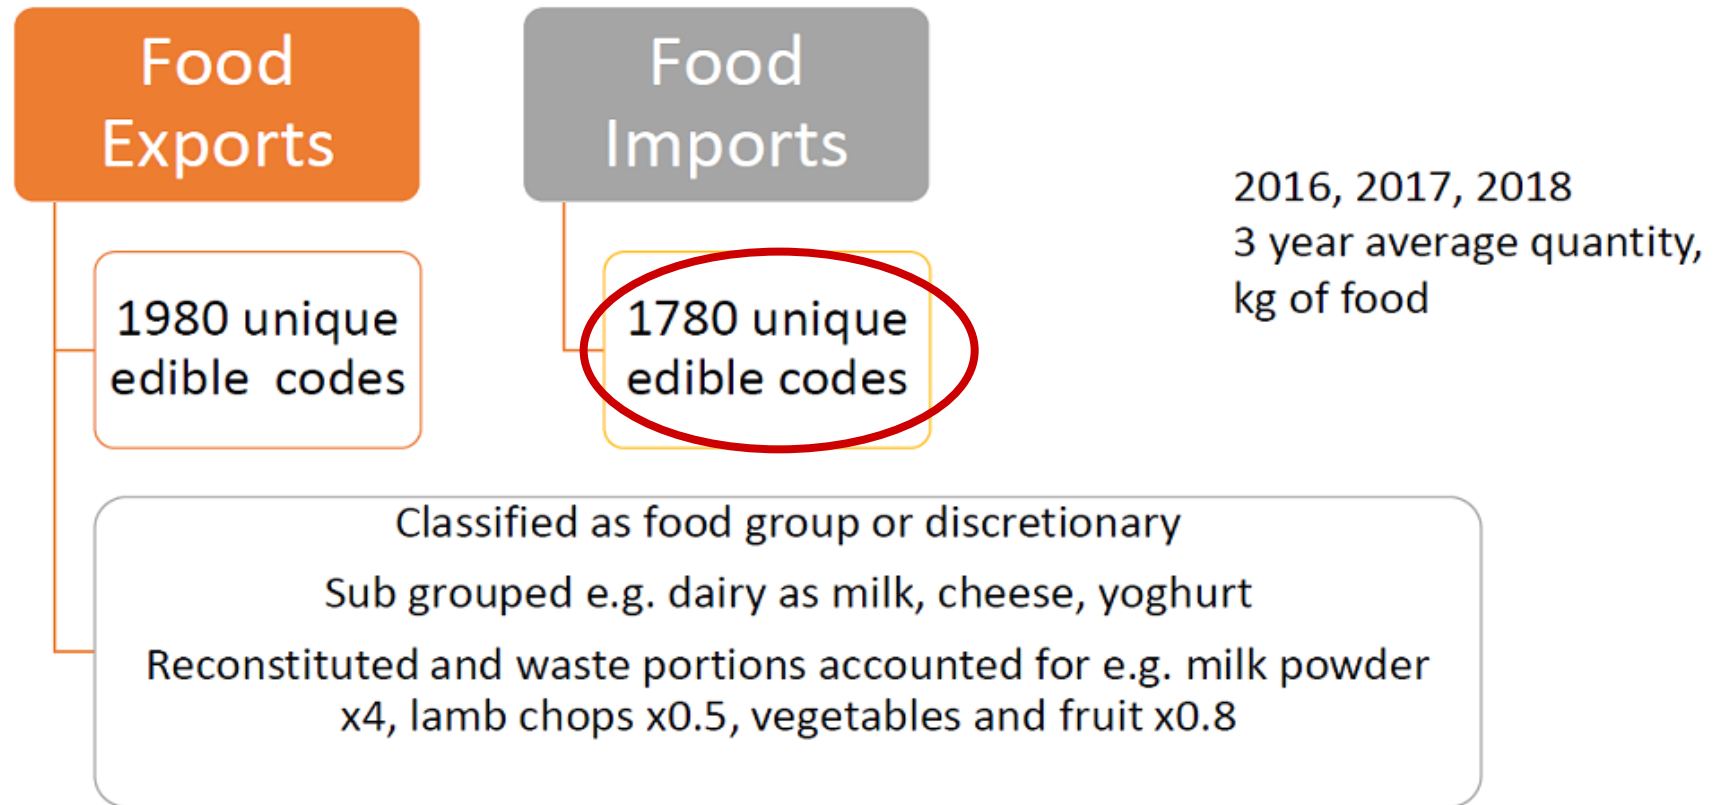 Food
Exports
Food
Imports
2016, 2017, 2018
3 year average quantity,
kg of food
1980 unique
edible codes
1780 unique
edible codes
Classified as food group or discretionary
Sub grouped e.g. dairy as milk, cheese, yoghurt
Reconstituted and waste portions accounted for e.g. milk powder
x4, lamb chops x0.5, vegetables and fruit x0.8